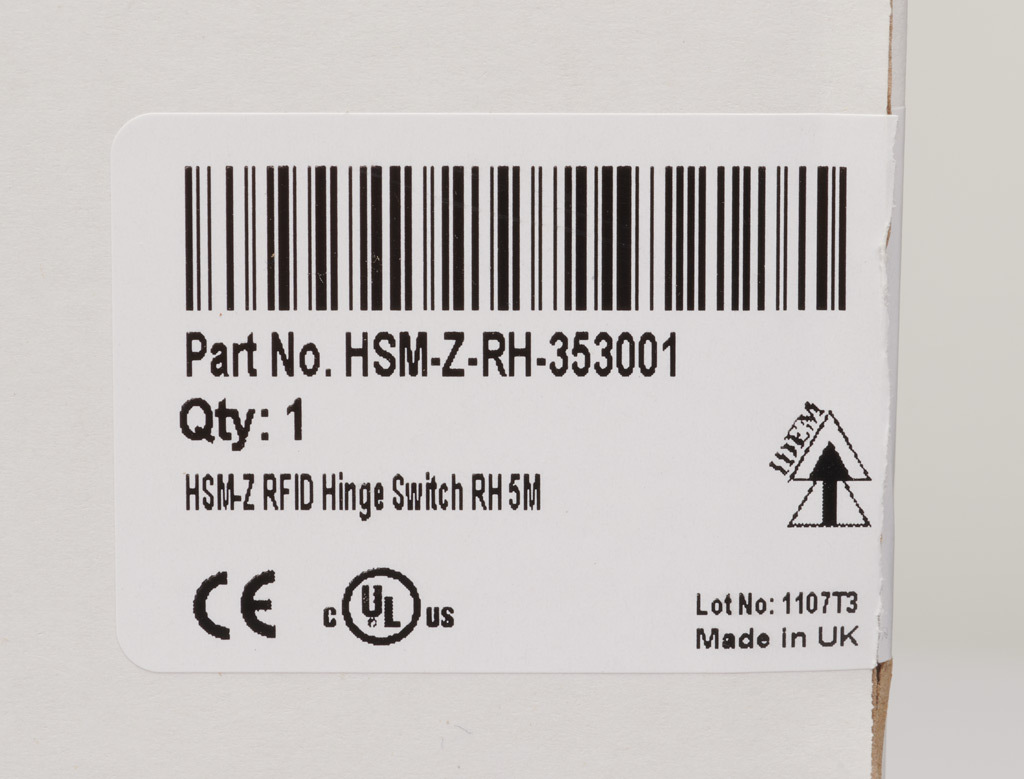 Part No. HSM-Z-RH-353001
Qty: 1
HSM-Z RFID Hinge Switch RH 5M
IDEM
CE
c UL us
Lot No: 1107T3
Made in UK